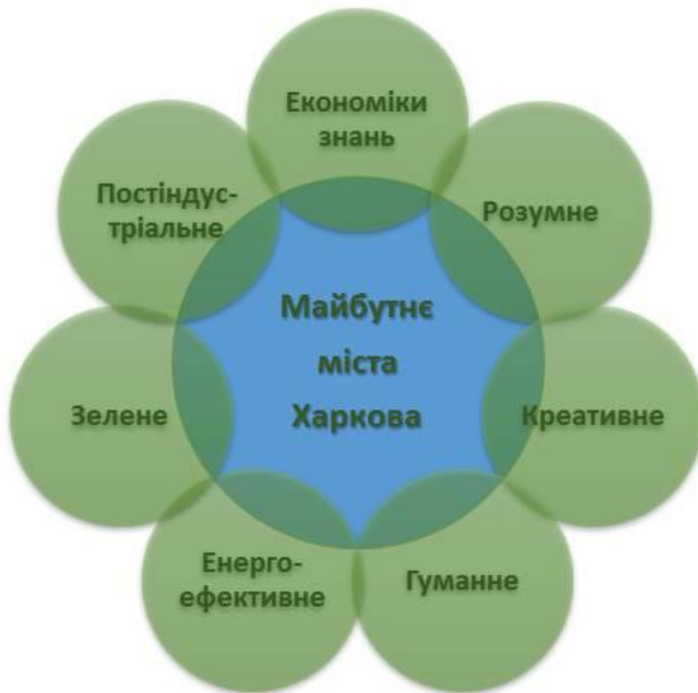 Економіки
знань
Постіндус-
тріальне
Розумне
Майбутнє
міста
Харкова
Зелене
Креативне
Енерго-
ефективне
Гуманне